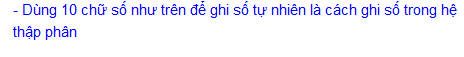 - Dùng 10 chữ số như trên để ghi số tự nhiên là cách ghi số trong hệ
thập phân